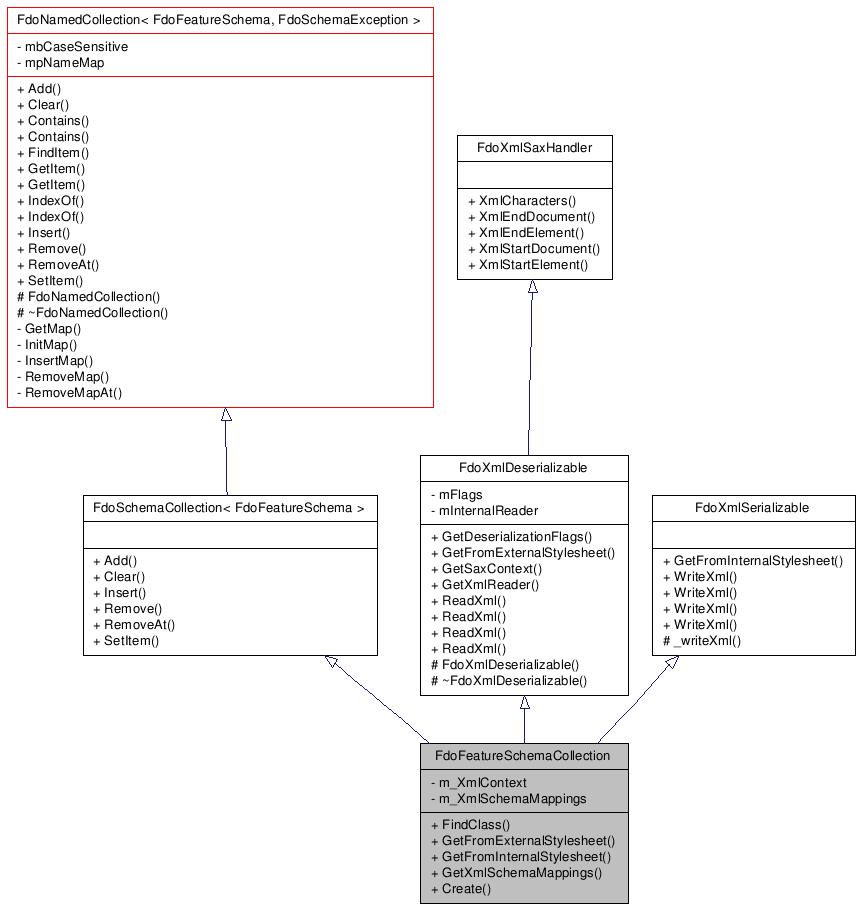 FdoNamedCollection< FdoFeatureSchema, FdoSchemaException >
- mbCaseSensitive
- mpNameMap
+ Add()
+ Clear()
+ Contains()
+ Contains()
+ FindItem()
+ GetItem()
+ GetItem()
+ IndexOf()
+ IndexOf()
+ Insert()
+ Remove()
+ RemoveAt()
+ SetItem()
# FdoNamedCollection()
# ~FdoNamedCollection()
- GetMap()
- InitMap()
- InsertMap()
- RemoveMap()
- RemoveMapAt()
FdoXmlSaxHandler
+ XmlCharacters()
+ XmlEndDocument()
+ XmlEndElement()
+ XmlStartDocument()
+ XmlStartElement()
FdoSchemaCollection< FdoFeatureSchema >
+ Add()
+ Clear()
+ Insert()
+ Remove()
+ RemoveAt()
+ SetItem()
FdoXmlDeserializable
- mFlags
- mInternalReader
+ GetDeserializationFlags()
+ GetFromExternalStylesheet()
+ GetSaxContext()
+ GetXmlReader()
+ ReadXml()
+ ReadXml()
+ ReadXml()
+ ReadXml()
# FdoXmlDeserializable()
# ~FdoXmlDeserializable()
FdoXmlSerializable
+ GetFromInternalStylesheet()
+ WriteXml()
+ WriteXml()
+ WriteXml()
+ WriteXml()
# _writeXml()
FdoFeatureSchemaCollection
- m_XmlContext
- m_XmlSchemaMappings
+ FindClass()
+ GetFromExternalStylesheet()
+ GetFromInternalStylesheet()
+ GetXmlSchemaMappings()
+ Create()